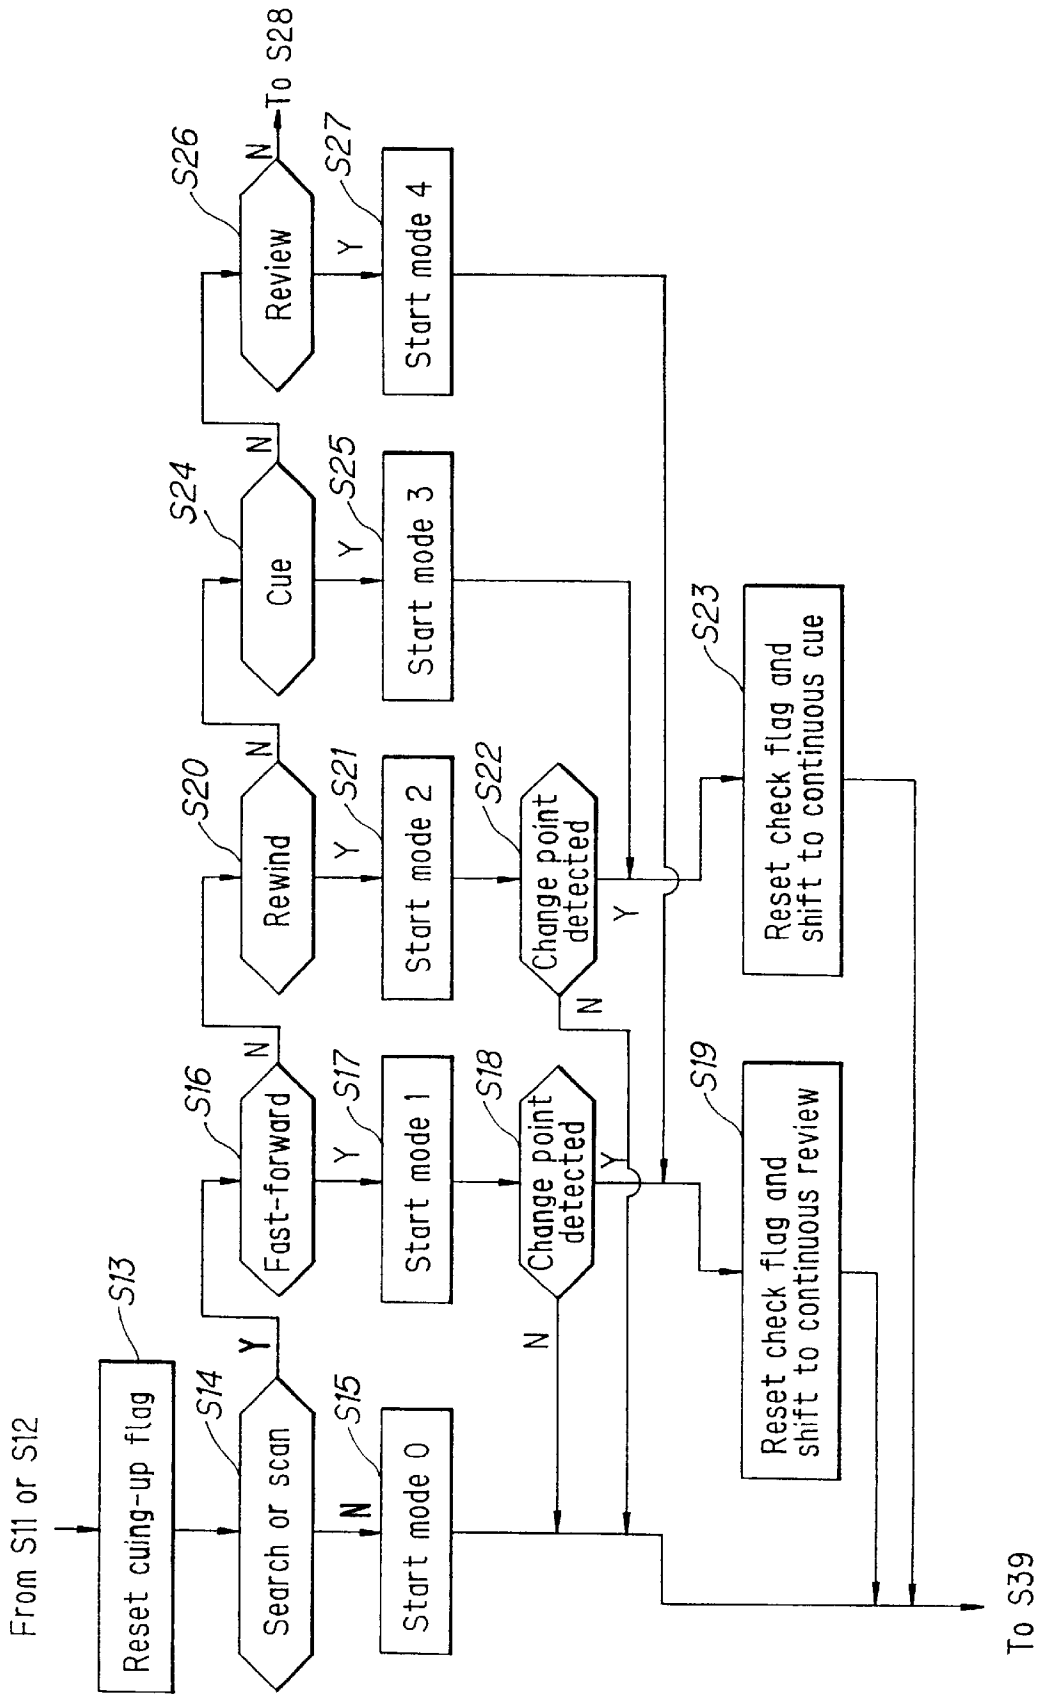 From S11 or S12
Reset cuing-up flag
S13
Search or scan
S14
Y
N
Start mode 0
S15
Fast-forward
S16
N
Y
Start mode 1
S17
Change point
detected
S18
N
Y
Reset check flag and
shift to continuous review
S19
Rewind
S20
N
Y
Start mode 2
S21
Change point
detected
S22
N
Y
Reset check flag and
shift to continuous cue
S23
Cue
S24
N
Y
Start mode 3
S25
Review
S26
N
To S28
Y
Start mode 4
S27
To S39